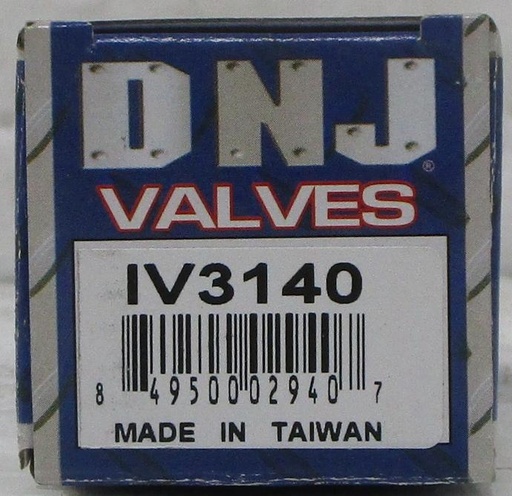 DNJ®
VALVES
IV3140
8 49500 02940 7
MADE IN TAIWAN